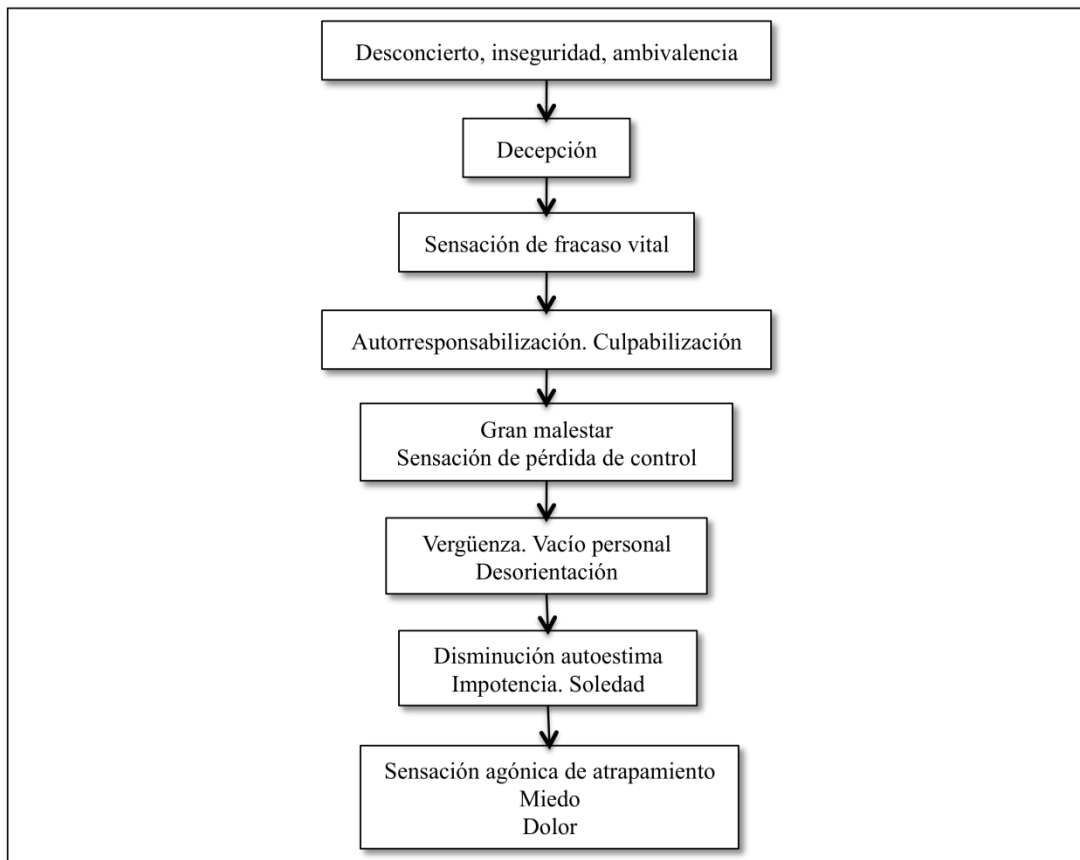 Desconcierto, inseguridad, ambivalencia
Decepción
Sensación de fracaso vital
Autorresponsabilización. Culpabilización
Gran malestar
Sensación de pérdida de control
Vergüenza. Vacío personal
Desorientación
Disminución autoestima
Impotencia. Soledad
Sensación agónica de atrapamiento
Miedo
Dolor